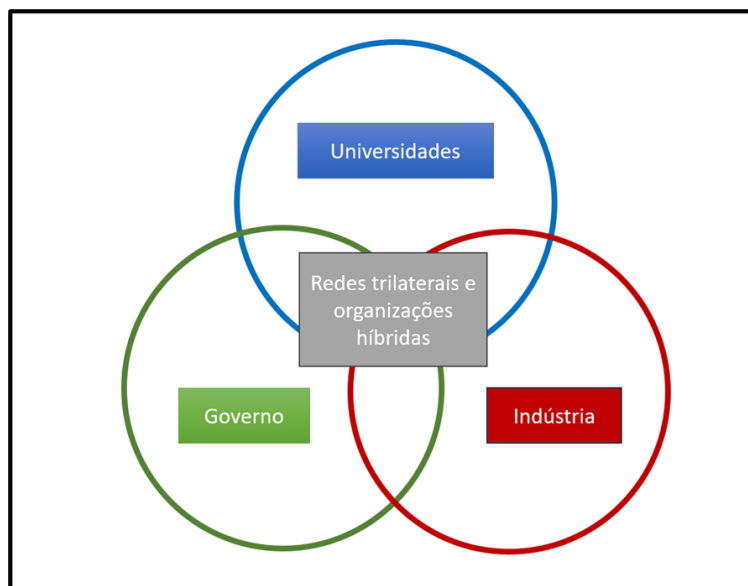 Universidades
Redes trilaterais e
organizações
híbridas
Governo
Indústria